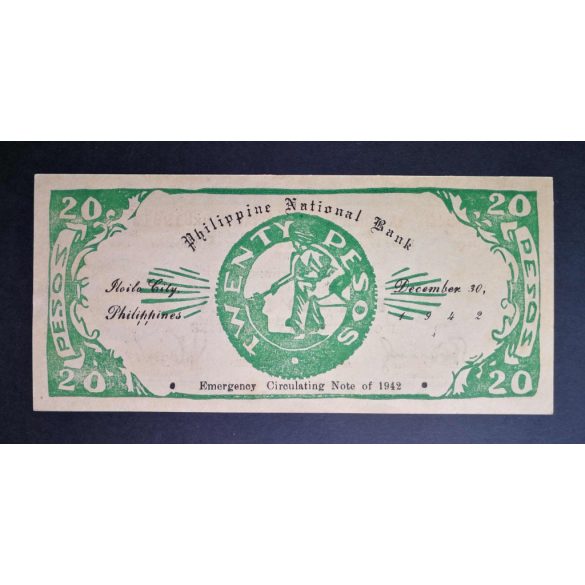 20
20
Philippine National Bank
TWENTY PESOS
PESOS
PESOS
Iloilo City,
Philippines
December 30,
1942
Emergency Circulating Note of 1942
20
20